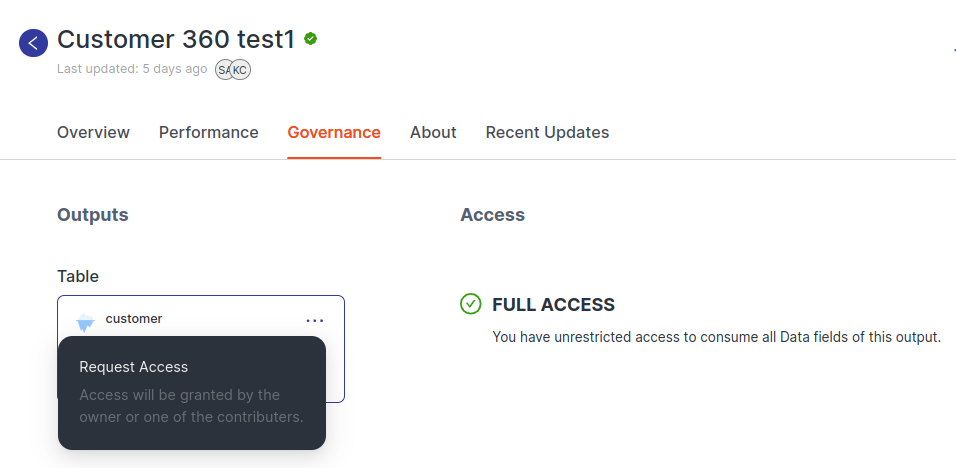 Customer 360 test1
Last updated: 5 days ago SA KC
Overview Performance Governance About Recent Updates
Outputs
Access
Table
customer ...
FULL ACCESS
You have unrestricted access to consume all Data fields of this output.
Request Access
Access will be granted by the
owner or one of the contributers.